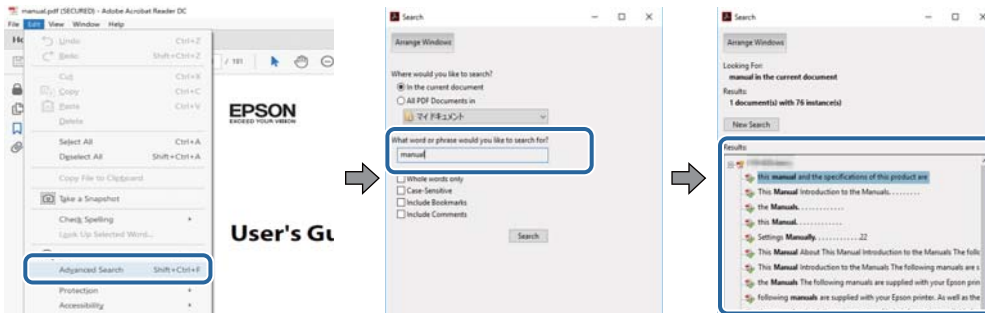 manual.pdf (SECURED) - Adobe Acrobat Reader DC
File Edit View Window Help
Undo Ctrl+Z
Redo Shift+Ctrl+Z
Cut Ctrl+X
Copy Ctrl+C
Paste Ctrl+V
Delete
Select All Ctrl+A
Deselect All Shift+Ctrl+A
Copy File to Clipboard
Take a Snapshot
Check Spelling
Look Up Selected Word...
Advanced Search Shift+Ctrl+F
Protection
Accessibility
/ 181
EPSON
EXCEED YOUR VISION
User's Gu
Search
Arrange Windows
Where would you like to search?
In the current document
All PDF Documents in
マイ ドキュメント
What word or phrase would you like to search for?
manual
Whole words only
Case-Sensitive
Include Bookmarks
Include Comments
Search
Search
Arrange Windows
Looking For:
manual in the current document
Results:
1 document(s) with 76 instance(s)
New Search
Results:
this manual and the specifications of this product are
This Manual Introduction to the Manuals. . . . . . . . .
the Manuals. . . . . . . . . . . . .
this Manual. . . . . . . . . . . . .
Settings Manually. . . . . . . . . . . . 22
This Manual About This Manual Introduction to the Manuals The follo
This Manual Introduction to the Manuals The following manuals are s
the Manuals The following manuals are supplied with your Epson prin
following manuals are supplied with your Epson printer. As well as the